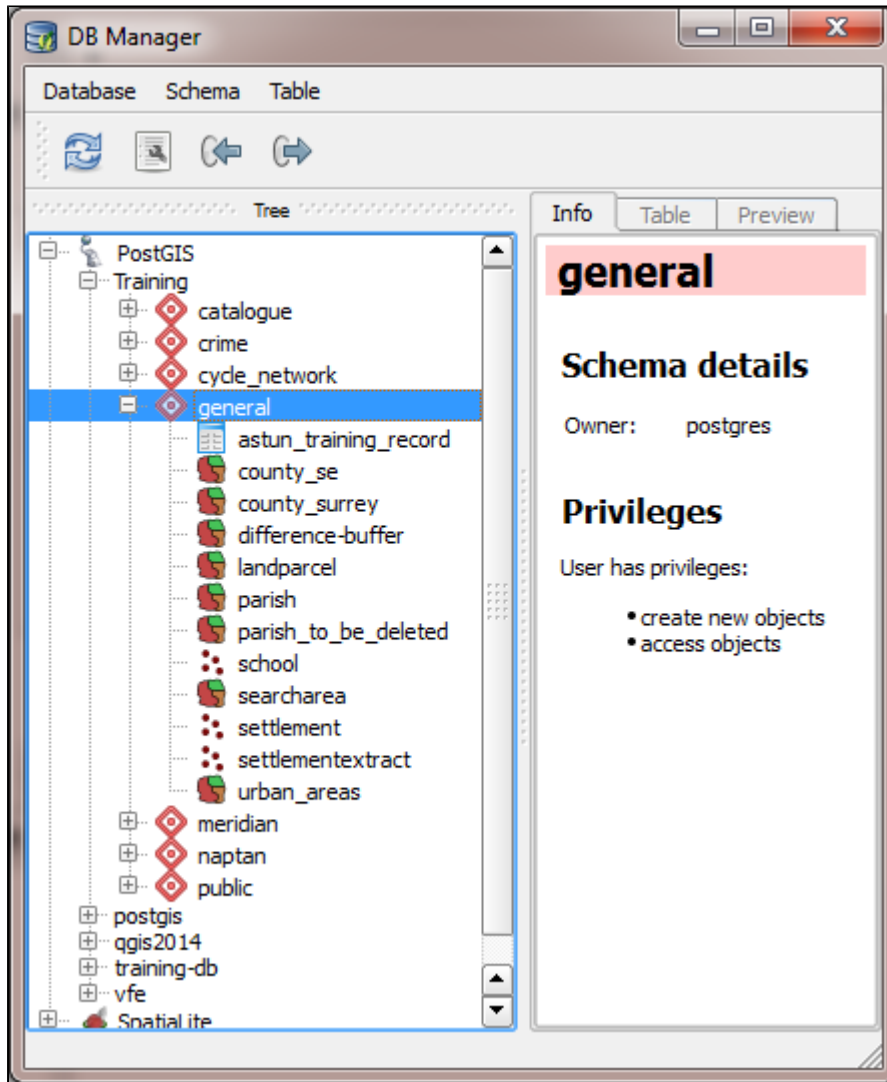 DB Manager
Database Schema Table
Tree
PostGIS
Training
catalogue
crime
cycle_network
general
astun_training_record
county_se
county_surrey
difference-buffer
landparcel
parish
parish_to_be_deleted
school
searcharea
settlement
settlementextract
urban_areas
meridian
naptan
public
postgis
qgis2014
training-db
vfe
SpatiaLite
Info Table Preview
general
Schema details
Owner: postgres
Privileges
User has privileges:
• create new objects
• access objects